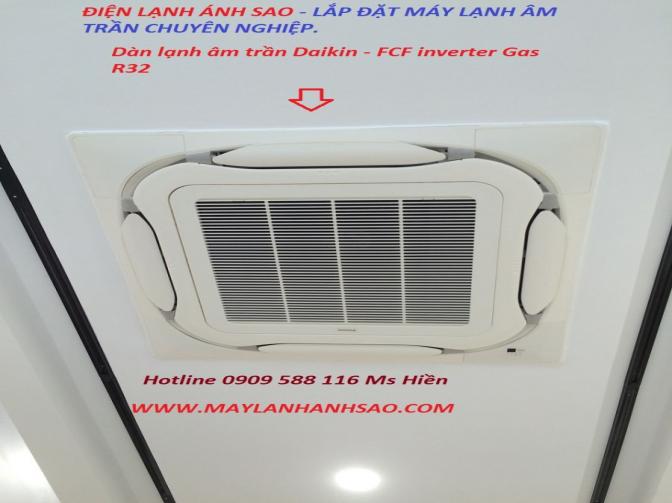 ĐIỆN LẠNH ÁNH SAO - LẮP ĐẶT MÁY LẠNH ÂM
TRẦN CHUYÊN NGHIỆP.
Dàn lạnh âm trần Daikin - FCF inverter Gas
R32
Hotline 0909 588 116 Ms Hiền
WWW.MAYLANHANHSAO.COM